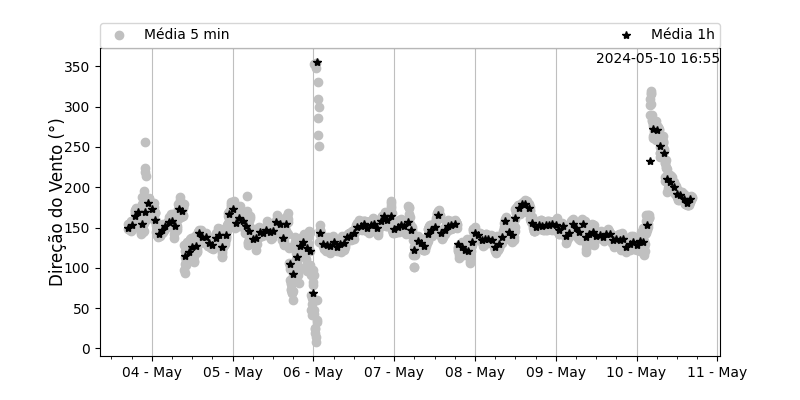 Média 5 min
Média 1h
2024-05-10 16:55
Direção do Vento (°)
350
300
250
200
150
100
50
0
04 - May
05 - May
06 - May
07 - May
08 - May
09 - May
10 - May
11 - May